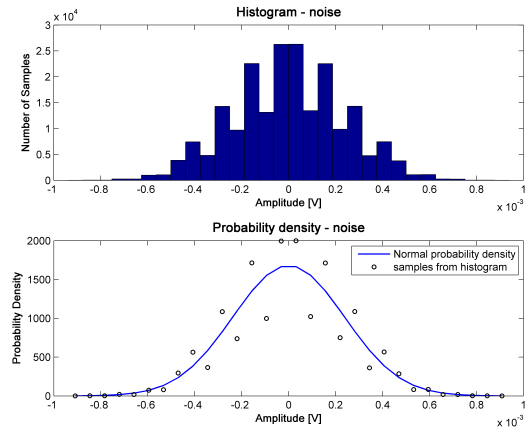 Histogram - noise
x 10^4
3
2.5
2
1.5
1
0.5
0
Number of Samples
-1 -0.8 -0.6 -0.4 -0.2 0 0.2 0.4 0.6 0.8 1
Amplitude [V]
x 10^-3
Probability density - noise
2000
1500
1000
500
0
Probability Density
Normal probability density
samples from histogram
-1 -0.8 -0.6 -0.4 -0.2 0 0.2 0.4 0.6 0.8 1
Amplitude [V]
x 10^-3